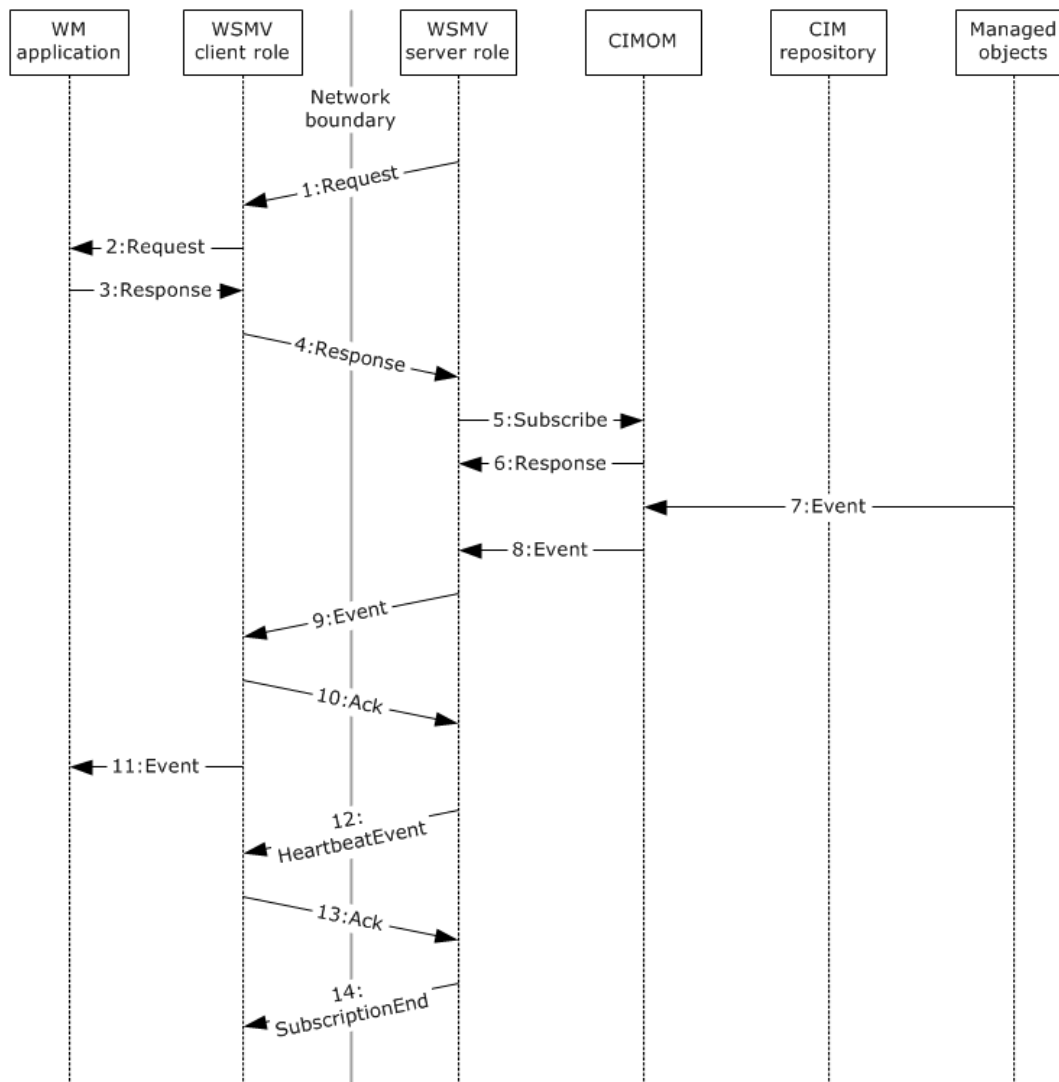 WM
application
WSMV
client role
WSMV
server role
CIMOM
CIM
repository
Managed
objects
Network
boundary
1:Request
2:Request
3:Response
4:Response
5:Subscribe
6:Response
7:Event
8:Event
9:Event
10:Ack
11:Event
12:
HeartbeatEvent
13:Ack
14:
SubscriptionEnd